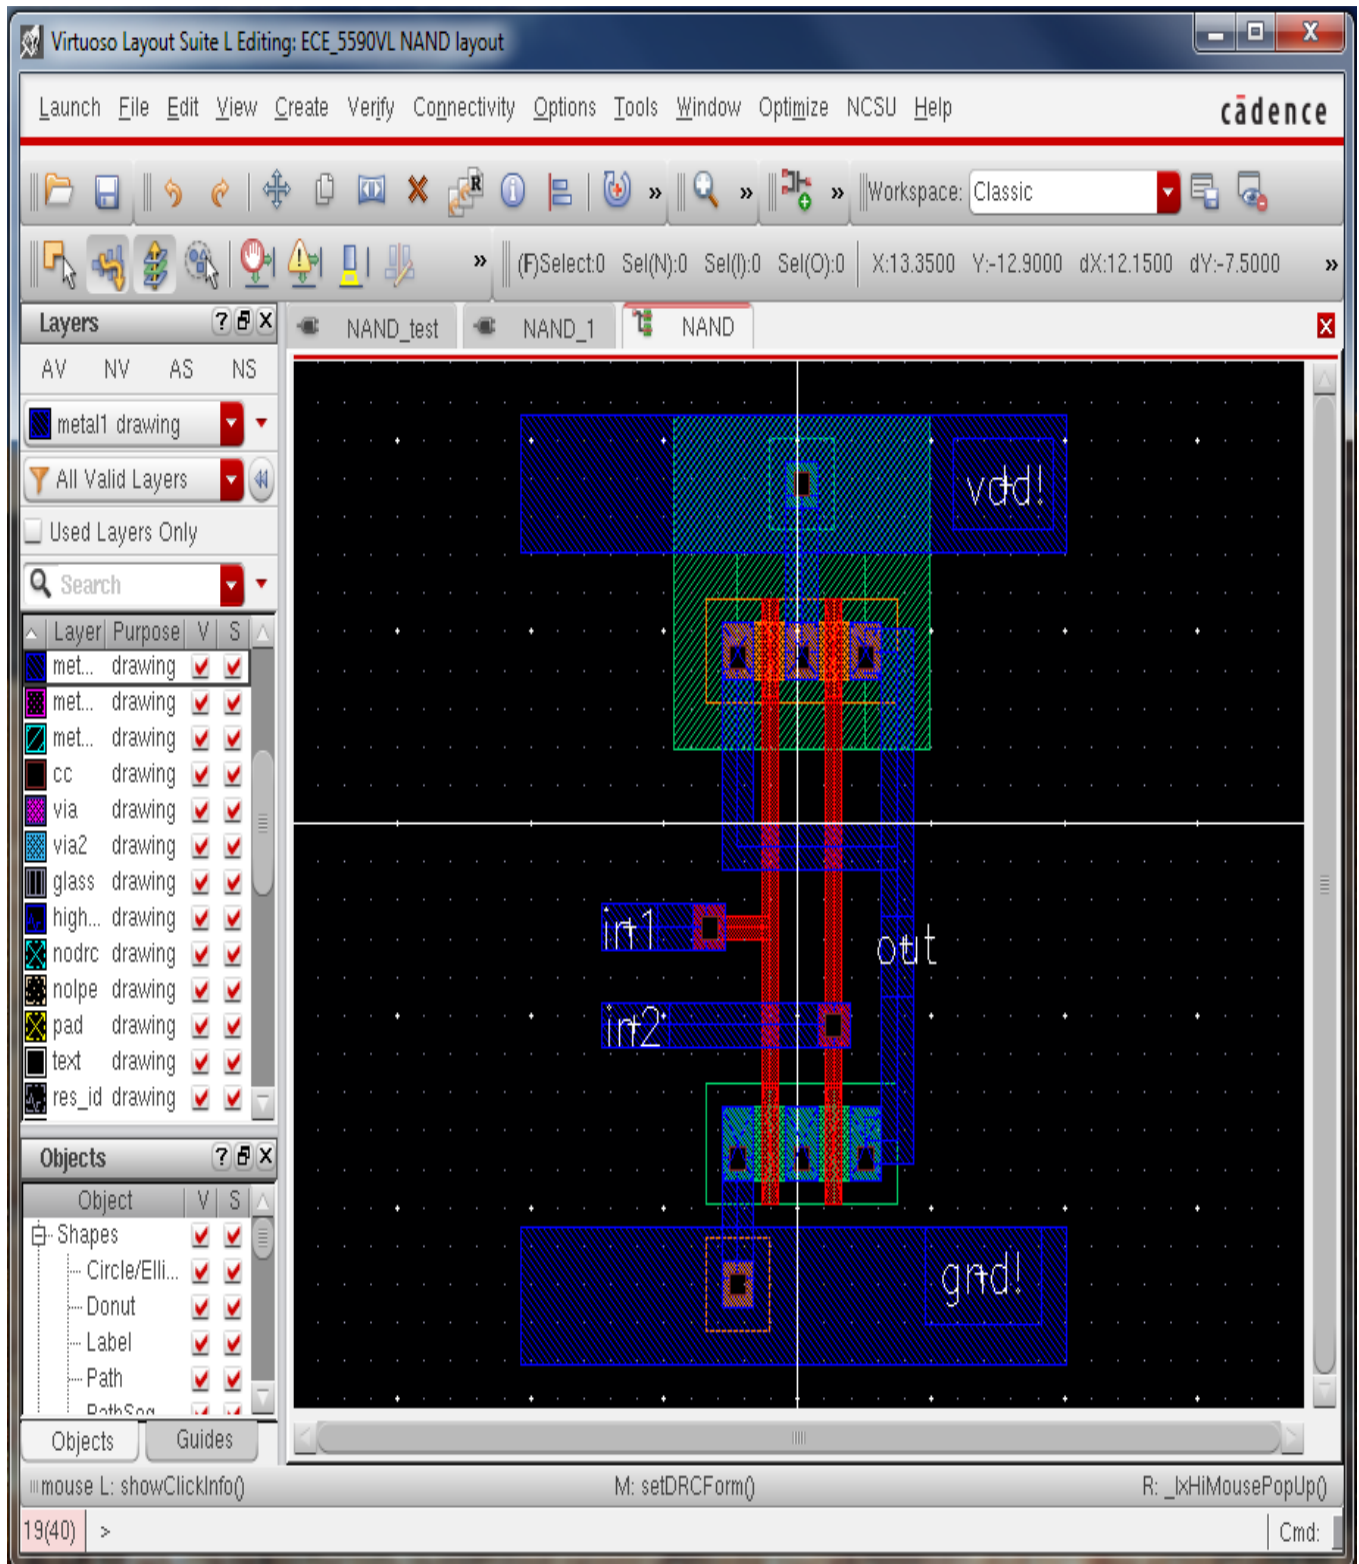 Virtuoso Layout Suite L Editing: ECE_5590VL NAND layout
Launch File Edit View Create Verify Connectivity Options Tools Window Optimize NCSU Help cādence
R i » » » Workspace: Classic
» (F)Select:0 Sel(N):0 Sel(I):0 Sel(O):0 X:13.3500 Y:-12.9000 dX:12.1500 dY:-7.5000 »
Layers ? X
NAND_test NAND_1 NAND
AV NV AS NS
metal1 drawing
All Valid Layers
Used Layers Only
Search
Layer Purpose V S
met... drawing
met... drawing
met... drawing
cc drawing
via drawing
via2 drawing
glass drawing
high... drawing
nodrc drawing
nolpe drawing
pad drawing
text drawing
res_id drawing
vdd!
in1
out
in2
gnd!
Objects ? X
Object V S
Shapes
Circle/Elli...
Donut
Label
Path
PathSeg
Objects Guides
mouse L: showClickInfo() M: setDRCForm() R: _lxHiMousePopUp()
19(40) > Cmd: